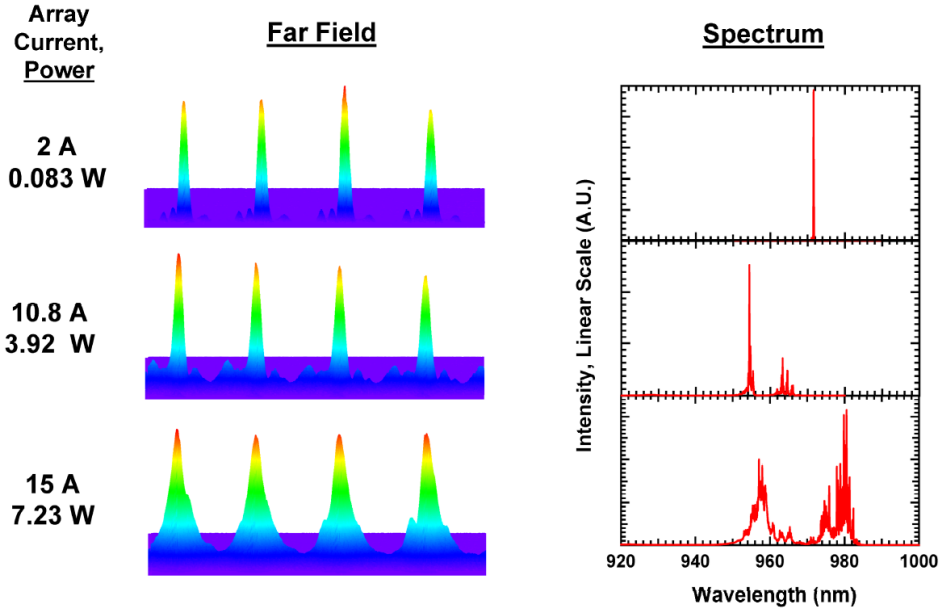 Array
Current,
Power
Far Field
Spectrum
2 A
0.083 W
10.8 A
3.92 W
15 A
7.23 W
Intensity, Linear Scale (A.U.)
920 940 960 980 1000
Wavelength (nm)